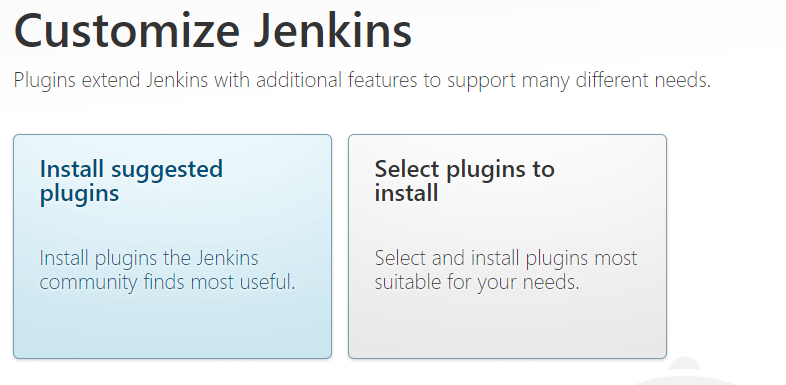 Customize Jenkins
Plugins extend Jenkins with additional features to support many different needs.
Install suggested
plugins
Install plugins the Jenkins
community finds most useful.
Select plugins to
install
Select and install plugins most
suitable for your needs.